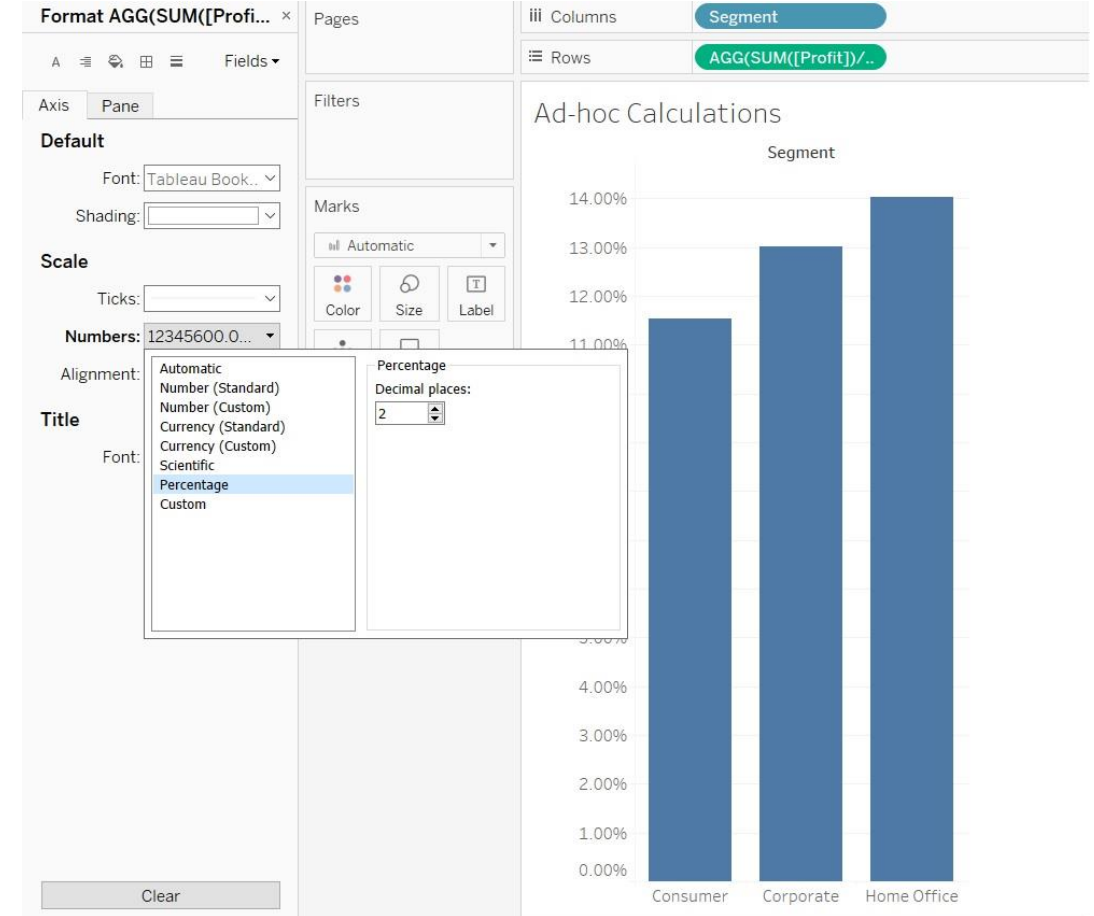 Format AGG(SUM([Profi... ×
Fields
Axis
Pane
Default
Font: Tableau Book..
Shading:
Scale
Ticks:
Numbers: 12345600.0...
Alignment:
Title
Font:
Automatic
Number (Standard)
Number (Custom)
Currency (Standard)
Currency (Custom)
Scientific
Percentage
Custom
Percentage
Decimal places:
2
Clear
Pages
Filters
Marks
Automatic
Color
Size
Label
Columns
Segment
Rows
AGG(SUM([Profit])/..
Ad-hoc Calculations
Segment
14.00%
13.00%
12.00%
11.00%
5.00%
4.00%
3.00%
2.00%
1.00%
0.00%
Consumer
Corporate
Home Office